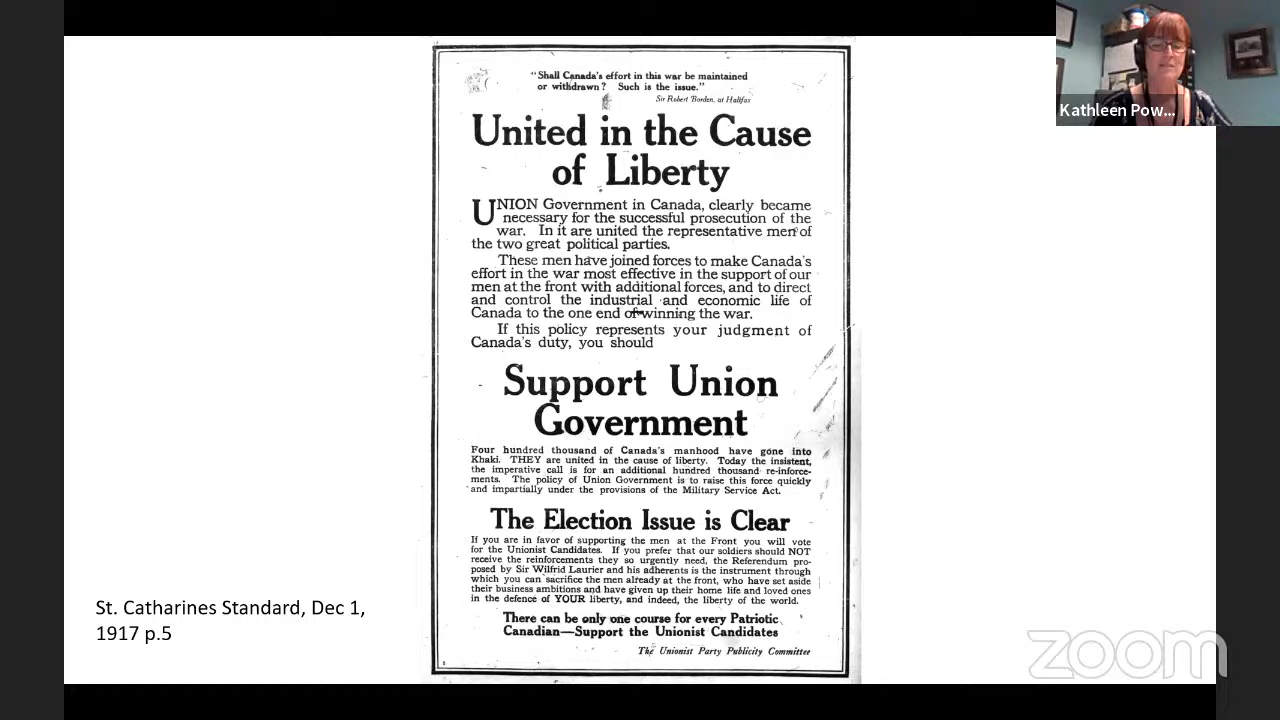 "Shall Canada's effort in this war be maintained
or withdrawn? Such is the issue."
Sir Robert Borden, at Halifax
United in the Cause
of Liberty
UNION Government in Canada, clearly became
necessary for the successful prosecution of the
war. In it are united the representative men of
the two great political parties.
These men have joined forces to make Canada's
effort in the war most effective in the support of our
men at the front with additional forces, and to direct
and control the industrial and economic life of
Canada to the one end of winning the war.
If this policy represents your judgment of
Canada's duty, you should
Support Union
Government
Four hundred thousand of Canada's manhood have gone into
Khaki. THEY are united in the cause of liberty. Today the insistent,
the imperative call is for an additional hundred thousand re-inforce-
ments. The policy of Union Government is to raise this force quickly
and impartially under the provisions of the Military Service Act.
The Election Issue is Clear
If you are in favor of supporting the men at the Front you will vote
for the Unionist Candidates. If you prefer that our soldiers should NOT
receive the reinforcements they so urgently need, the Referendum pro-
posed by Sir Wilfrid Laurier and his adherents is the instrument through
which you can sacrifice the men already at the front, who have set aside
their business ambitions and have given up their home life and loved ones
in the defence of YOUR liberty, and indeed, the liberty of the world.
There can be only one course for every Patriotic
Canadian—Support the Unionist Candidates
The Unionist Party Publicity Committee
St. Catharines Standard, Dec 1,
1917 p.5
Kathleen Pow...
zoom